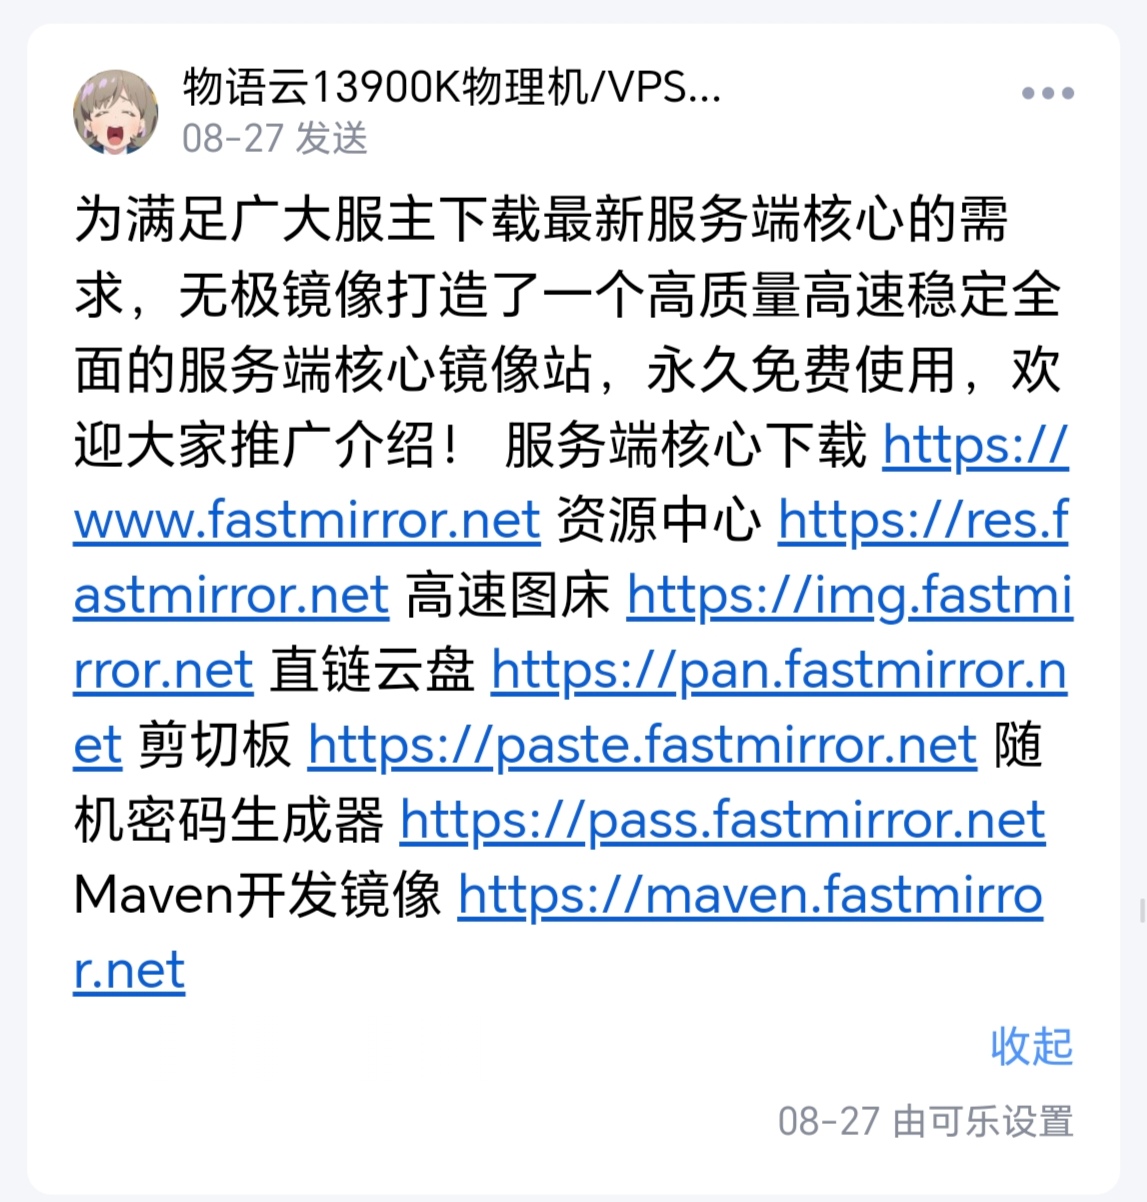 物语云13900K物理机/VPS...
08-27 发送
为满足广大服主下载最新服务端核心的需
求，无极镜像打造了一个高质量高速稳定全
面的服务端核心镜像站，永久免费使用，欢
迎大家推广介绍！ 服务端核心下载 https://
www.fastmirror.net 资源中心 https://res.f
astmirror.net 高速图床 https://img.fastmi
rror.net 直链云盘 https://pan.fastmirror.n
et 剪切板 https://paste.fastmirror.net 随
机密码生成器 https://pass.fastmirror.net
Maven开发镜像 https://maven.fastmirro
r.net
收起
08-27 由可乐设置